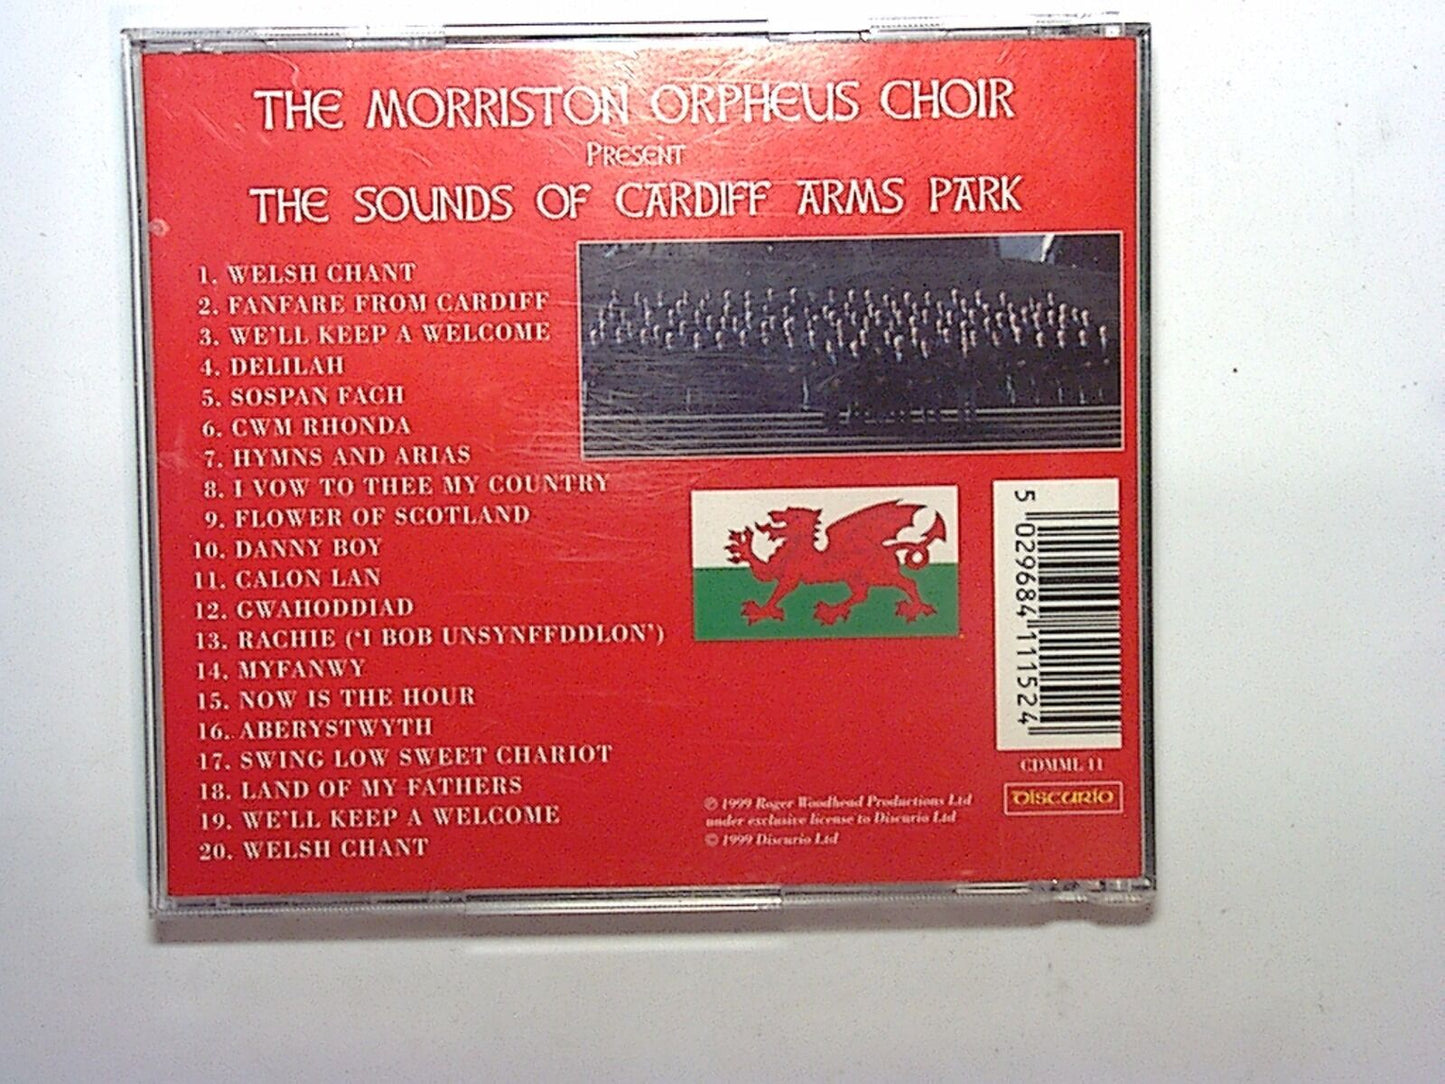 THE MORRISTON ORPHEUS CHOIR
PRESENT
THE SOUNDS OF CARDIFF ARMS PARK
1. WELSH CHANT
2. FANFARE FROM CARDIFF
3. WE'LL KEEP A WELCOME
4. DELILAH
5. SOSPAN FACH
6. CWM RHONDA
7. HYMNS AND ARIAS
8. I VOW TO THEE MY COUNTRY
9. FLOWER OF SCOTLAND
10. DANNY BOY
11. CALON LAN
12. GWAHODDIAD
13. RACHIE ('I BOB UNSYNFFDDLON')
14. MYFANWY
15. NOW IS THE HOUR
16. ABERYSTWYTH
17. SWING LOW SWEET CHARIOT
18. LAND OF MY FATHERS
19. WE'LL KEEP A WELCOME
20. WELSH CHANT
5 029684 111524
CDMML 11
DISCURIO
℗ 1999 Roger Woodhead Productions Ltd
under exclusive license to Discurio Ltd
© 1999 Discurio Ltd